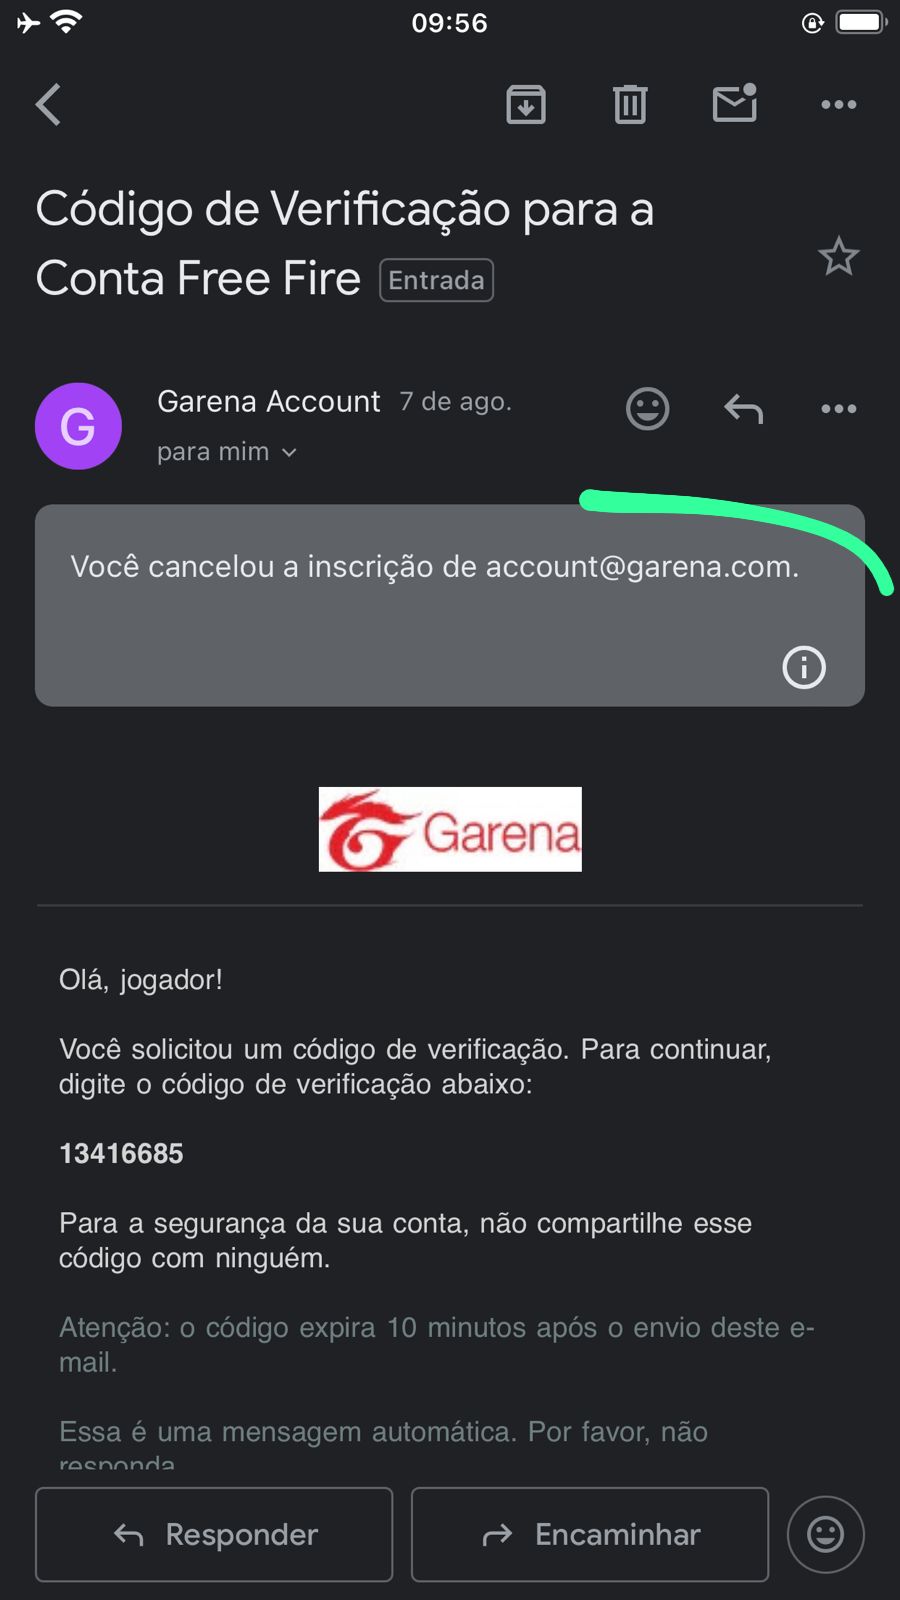 09:56
Código de Verificação para a
Conta Free Fire Entrada
G
Garena Account 7 de ago.
para mim
Você cancelou a inscrição de account@garena.com.
Garena
Olá, jogador!
Você solicitou um código de verificação. Para continuar,
digite o código de verificação abaixo:
13416685
Para a segurança da sua conta, não compartilhe esse
código com ninguém.
Atenção: o código expira 10 minutos após o envio deste e-
mail.
Essa é uma mensagem automática. Por favor, não
responda
Responder Encaminhar